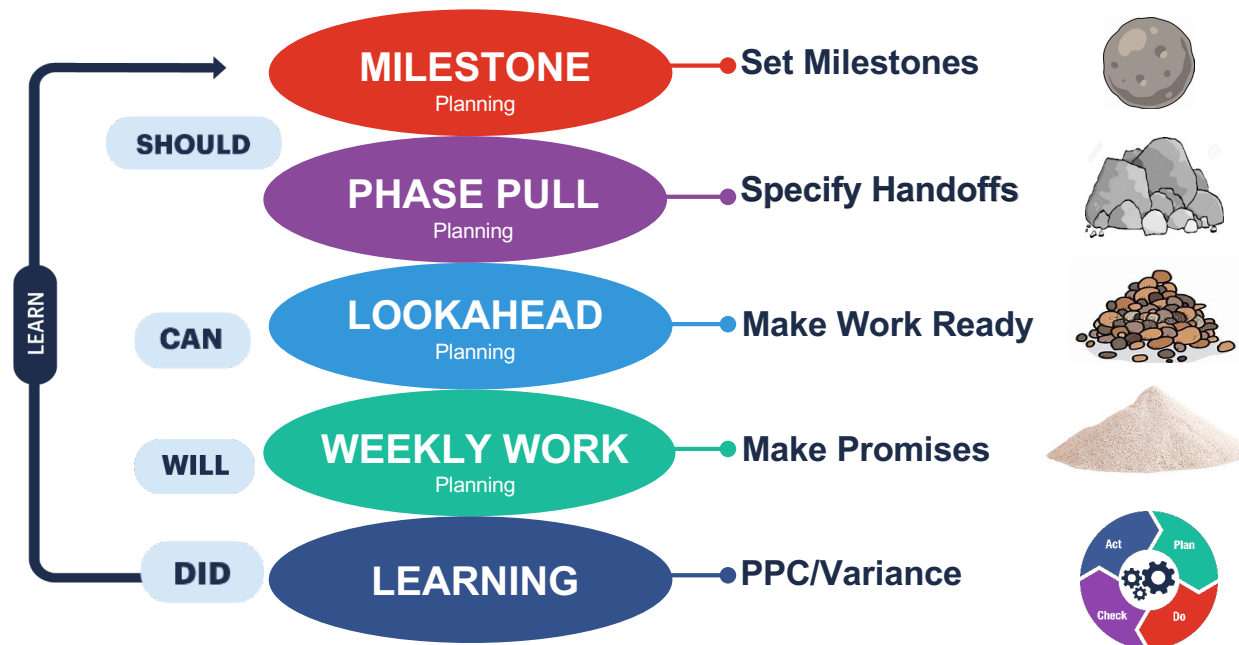 MILESTONE
Planning
Set Milestones
SHOULD
PHASE PULL
Planning
Specify Handoffs
LEARN
CAN
LOOKAHEAD
Planning
Make Work Ready
WILL
WEEKLY WORK
Planning
Make Promises
DID
LEARNING
PPC/Variance
Act
Plan
Check
Do